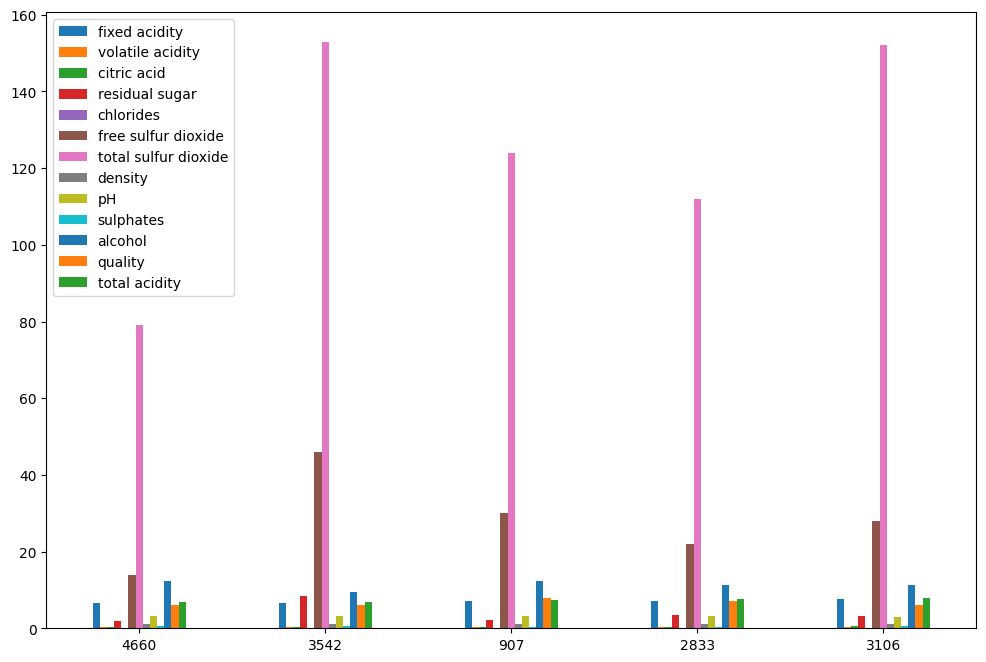 160
140
120
100
80
60
40
20
0
fixed acidity
volatile acidity
citric acid
residual sugar
chlorides
free sulfur dioxide
total sulfur dioxide
density
pH
sulphates
alcohol
quality
total acidity
4660 3542 907 2833 3106